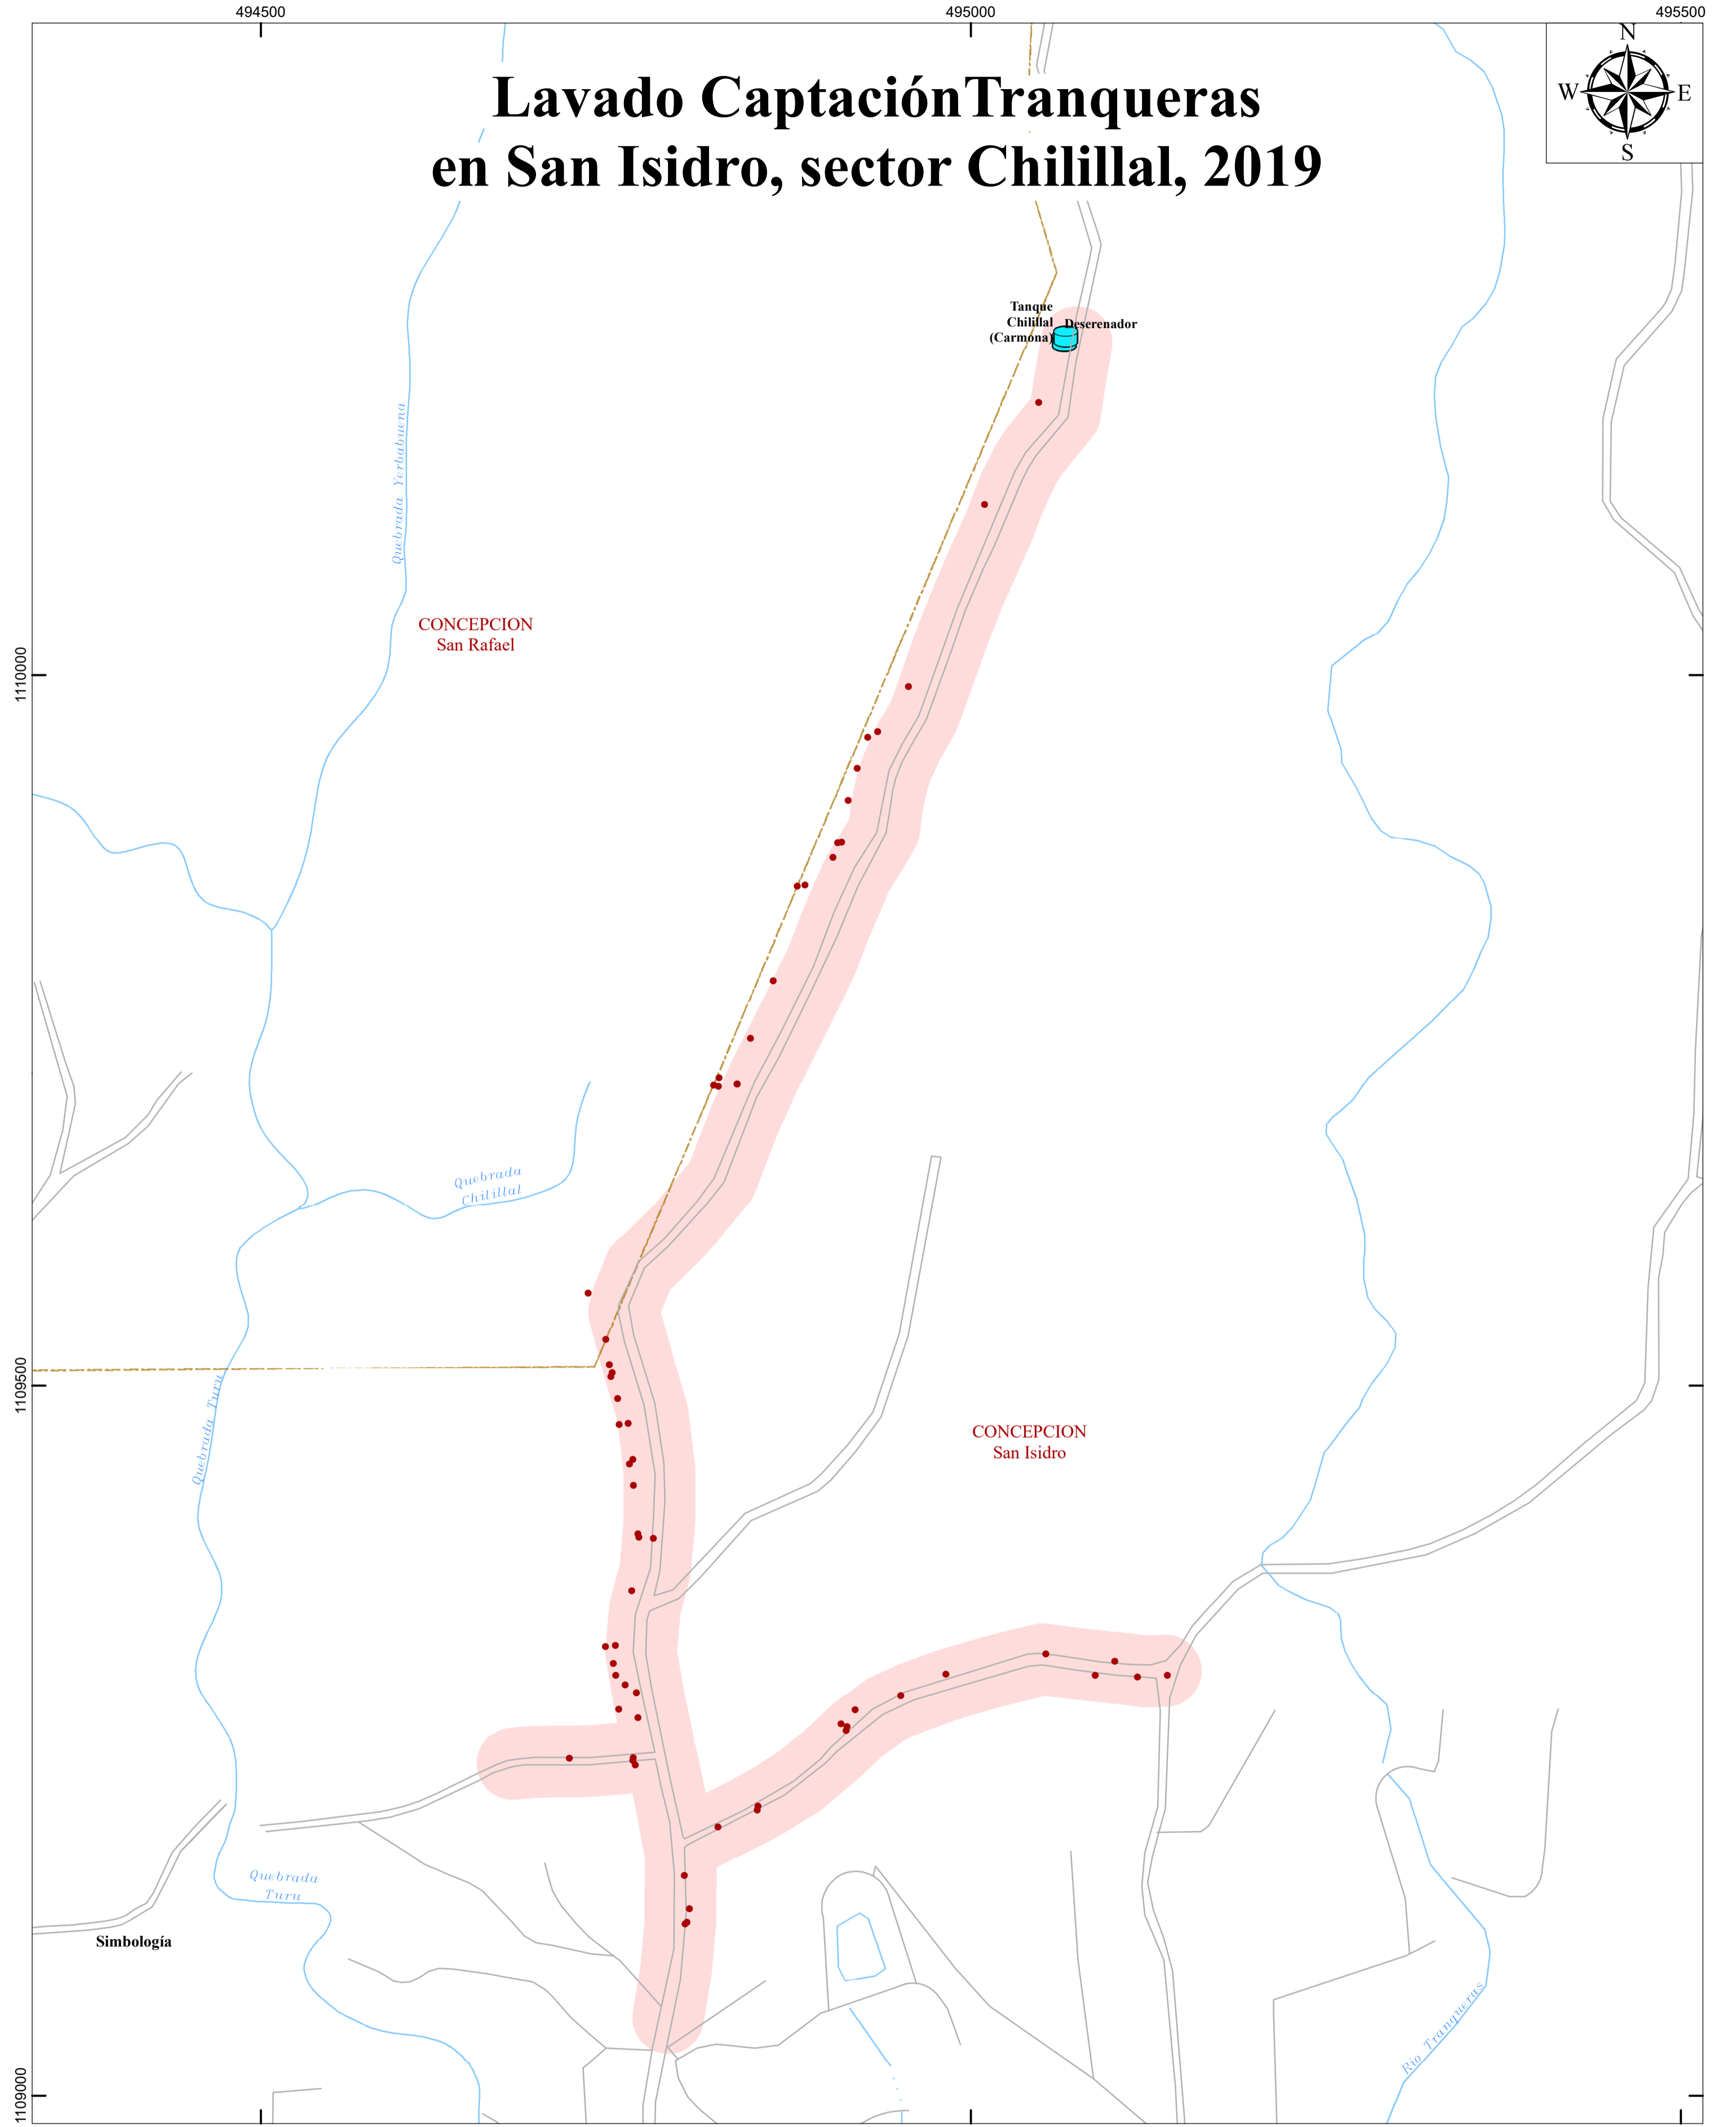 494500
495000
495500
N
W
E
S
Lavado CaptaciónTranqueras
en San Isidro, sector Chilillal, 2019
Tanque
Chilillal
(Carmona)
Deserenador
Quebrada Yerbabuena
CONCEPCION
San Rafael
1110000
Quebrada
Chilillal
1109500
Quebrada Turu
CONCEPCION
San Isidro
Quebrada
Turu
Simbología
Río Tranqueras
1109000